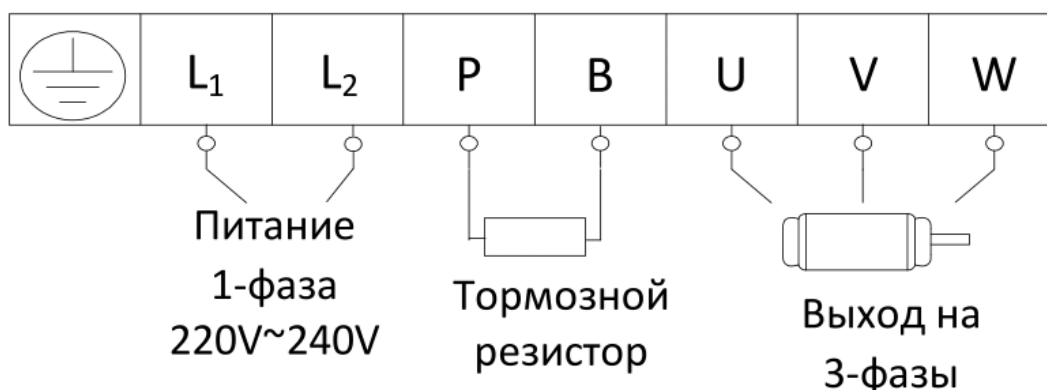 L₁ L₂ P B U V W
Питание
1-фаза
220V~240V
Тормозной
резистор
Выход на
3-фазы